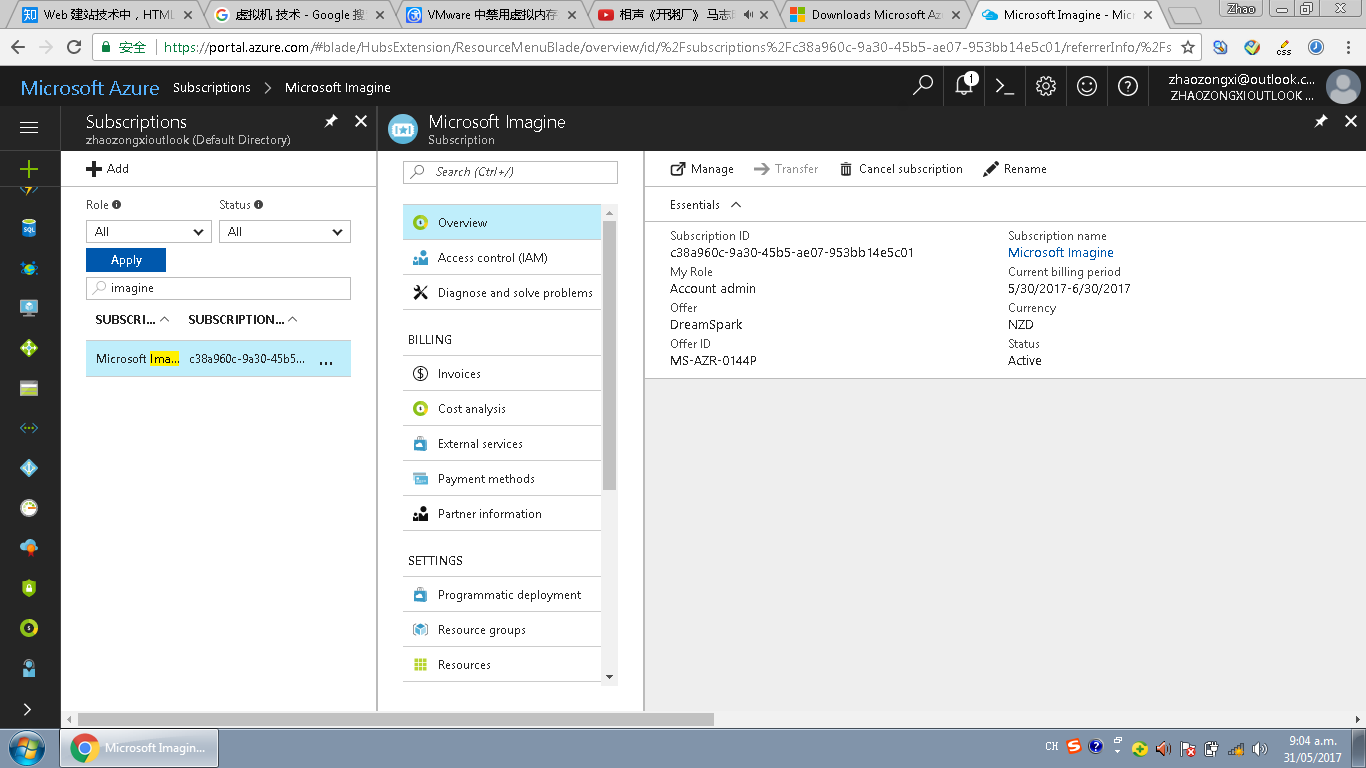 Web 建站技术中，HTML
虚拟机 技术 - Google 搜
VMware 中禁用虚拟内存
相声《开粥厂》 马志
Downloads Microsoft Az
Microsoft Imagine - Mic
Zhao
安全
https://portal.azure.com/#blade/HubsExtension/ResourceMenuBlade/overview/id/%2Fsubscriptions%2Fc38a960c-9a30-45b5-ae07-953bb14e5c01/referrerInfo/%2Fs
css
Microsoft Azure
Subscriptions
Microsoft Imagine
1
zhaozongxi@outlook.c...
ZHAOZONGXIOUTLOOK ...
Subscriptions
zhaozongxioutlook (Default Directory)
Add
Role
Status
All
All
Apply
imagine
SUBSCRI...
SUBSCRIPTION...
Microsoft Ima...
c38a960c-9a30-45b5...
...
SQL
Microsoft Imagine
Subscription
Search (Ctrl+/)
Overview
Access control (IAM)
Diagnose and solve problems
BILLING
Invoices
Cost analysis
External services
Payment methods
Partner information
SETTINGS
Programmatic deployment
Resource groups
Resources
Manage
Transfer
Cancel subscription
Rename
Essentials
Subscription ID
c38a960c-9a30-45b5-ae07-953bb14e5c01
My Role
Account admin
Offer
DreamSpark
Offer ID
MS-AZR-0144P
Subscription name
Microsoft Imagine
Current billing period
5/30/2017-6/30/2017
Currency
NZD
Status
Active
Microsoft Imagin...
CH
9:04 a.m.
31/05/2017